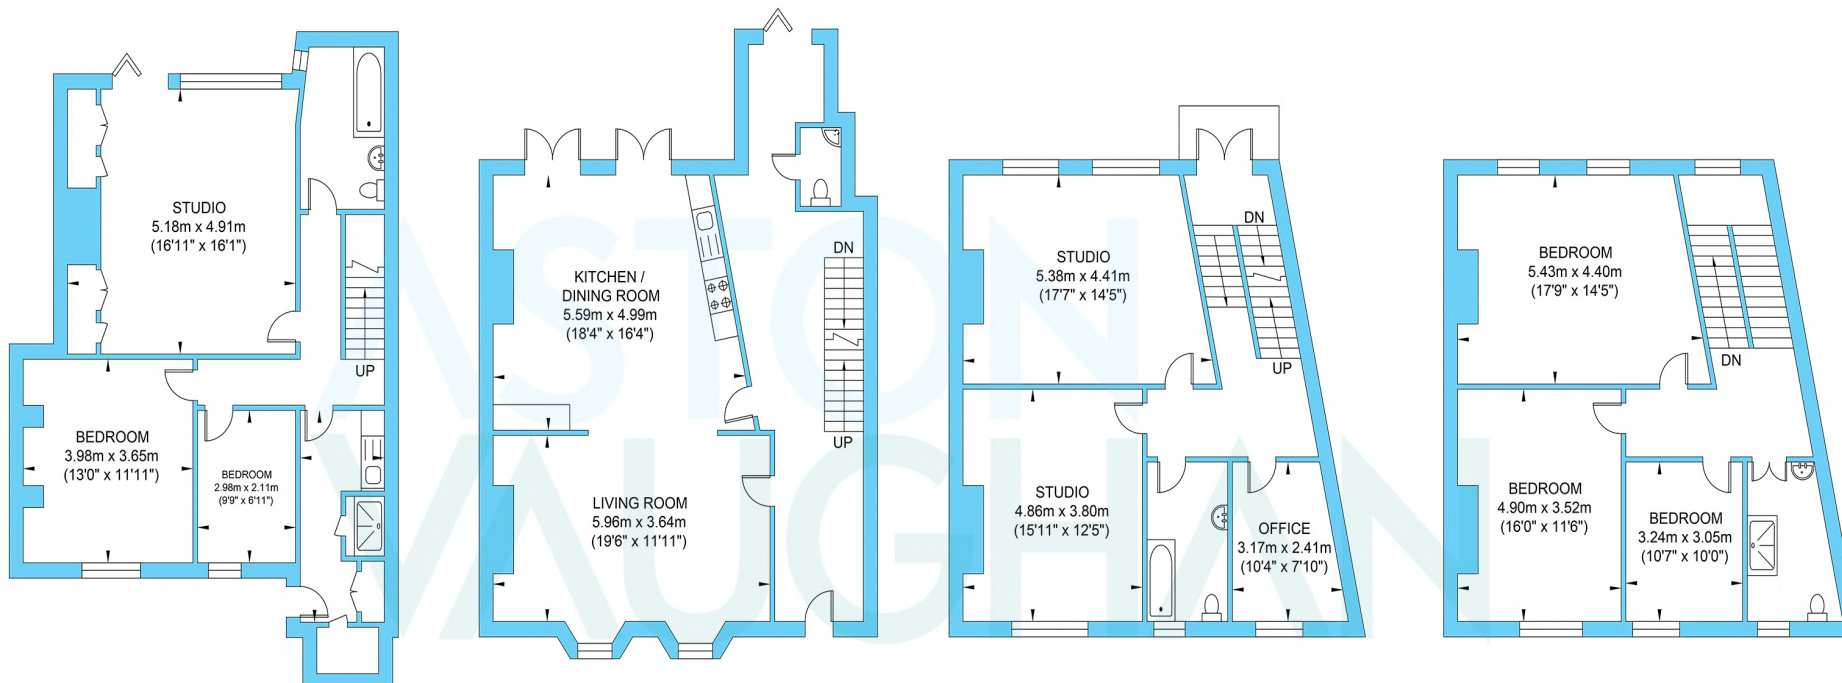 STUDIO
5.18m x 4.91m
(16'11" x 16'1")
UP
BEDROOM
3.98m x 3.65m
(13'0" x 11'11")
BEDROOM
2.98m x 2.11m
(9'9" x 6'11")
KITCHEN /
DINING ROOM
5.59m x 4.99m
(18'4" x 16'4")
DN
UP
LIVING ROOM
5.96m x 3.64m
(19'6" x 11'11")
STUDIO
5.38m x 4.41m
(17'7" x 14'5")
DN
UP
STUDIO
4.86m x 3.80m
(15'11" x 12'5")
OFFICE
3.17m x 2.41m
(10'4" x 7'10")
BEDROOM
5.43m x 4.40m
(17'9" x 14'5")
DN
BEDROOM
4.90m x 3.52m
(16'0" x 11'6")
BEDROOM
3.24m x 3.05m
(10'7" x 10'0")
ASTON
VAUGHAN